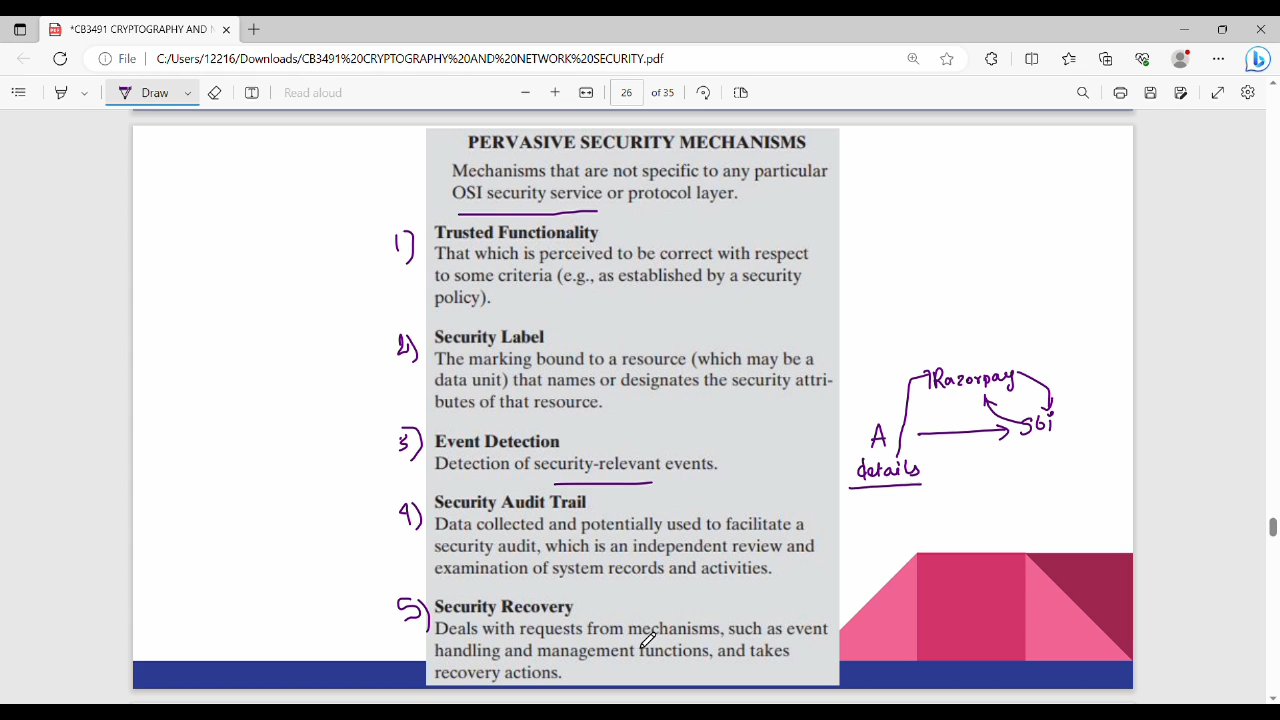 *CB3491 CRYPTOGRAPHY AND N
File
C:/Users/12216/Downloads/CB3491%20CRYPTOGRAPHY%20AND%20NETWORK%20SECURITY.pdf
Draw
Read aloud
26
of 35
PERVASIVE SECURITY MECHANISMS
Mechanisms that are not specific to any particular
OSI security service or protocol layer.
1)
Trusted Functionality
That which is perceived to be correct with respect
to some criteria (e.g., as established by a security
policy).
2)
Security Label
The marking bound to a resource (which may be a
data unit) that names or designates the security attri-
butes of that resource.
3)
Event Detection
Detection of security-relevant events.
4)
Security Audit Trail
Data collected and potentially used to facilitate a
security audit, which is an independent review and
examination of system records and activities.
5)
Security Recovery
Deals with requests from mechanisms, such as event
handling and management functions, and takes
recovery actions.
Razorpay
A
Sbi
details